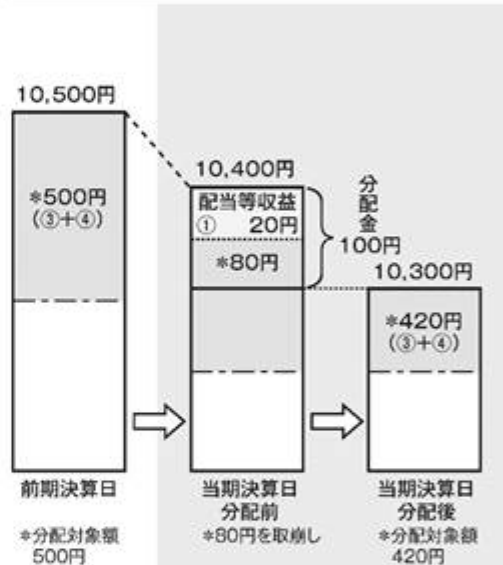 10,500円
*500円
(③+④)
前期決算日
*分配対象額
500円
10,400円
配当等収益
① 20円
*80円
分配金
100円
当期決算日
分配前
*80円を取崩し
10,300円
*420円
(③+④)
当期決算日
分配後
*分配対象額
420円